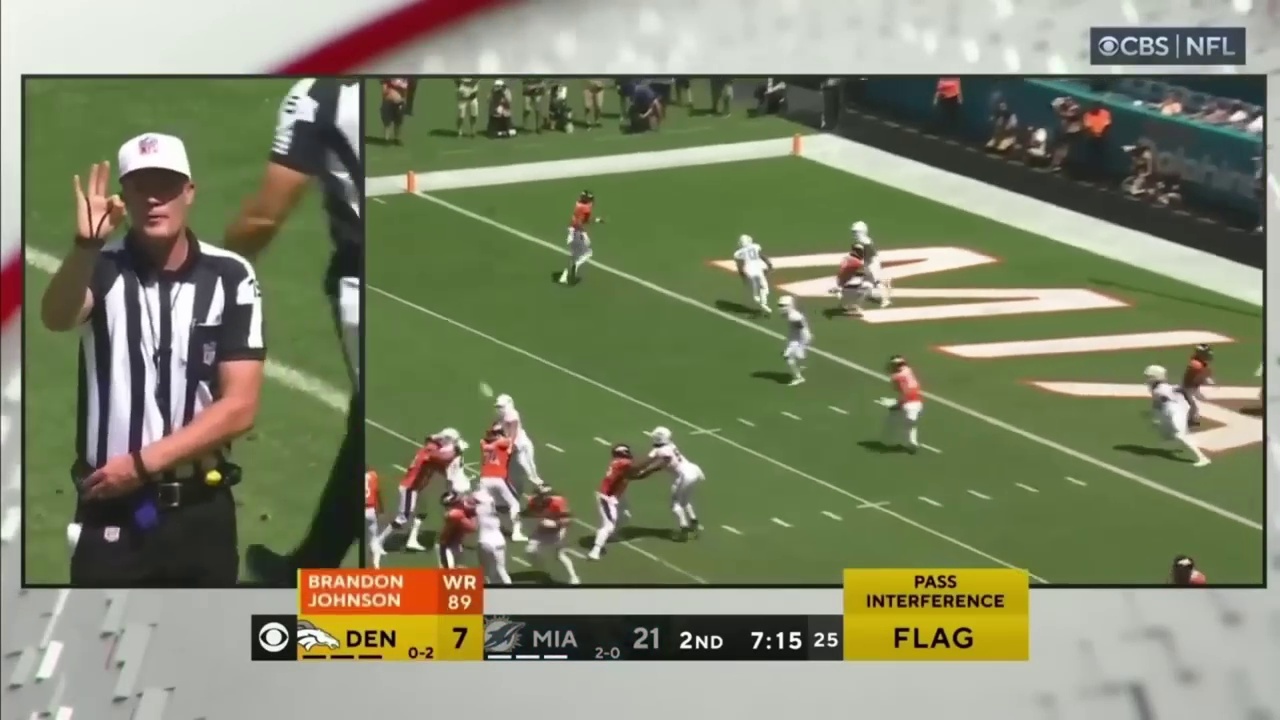 CBS | NFL
BRANDON JOHNSON WR 89
DEN 0-2 7 MIA 2-0 21 2ND 7:15 25
PASS INTERFERENCE
FLAG